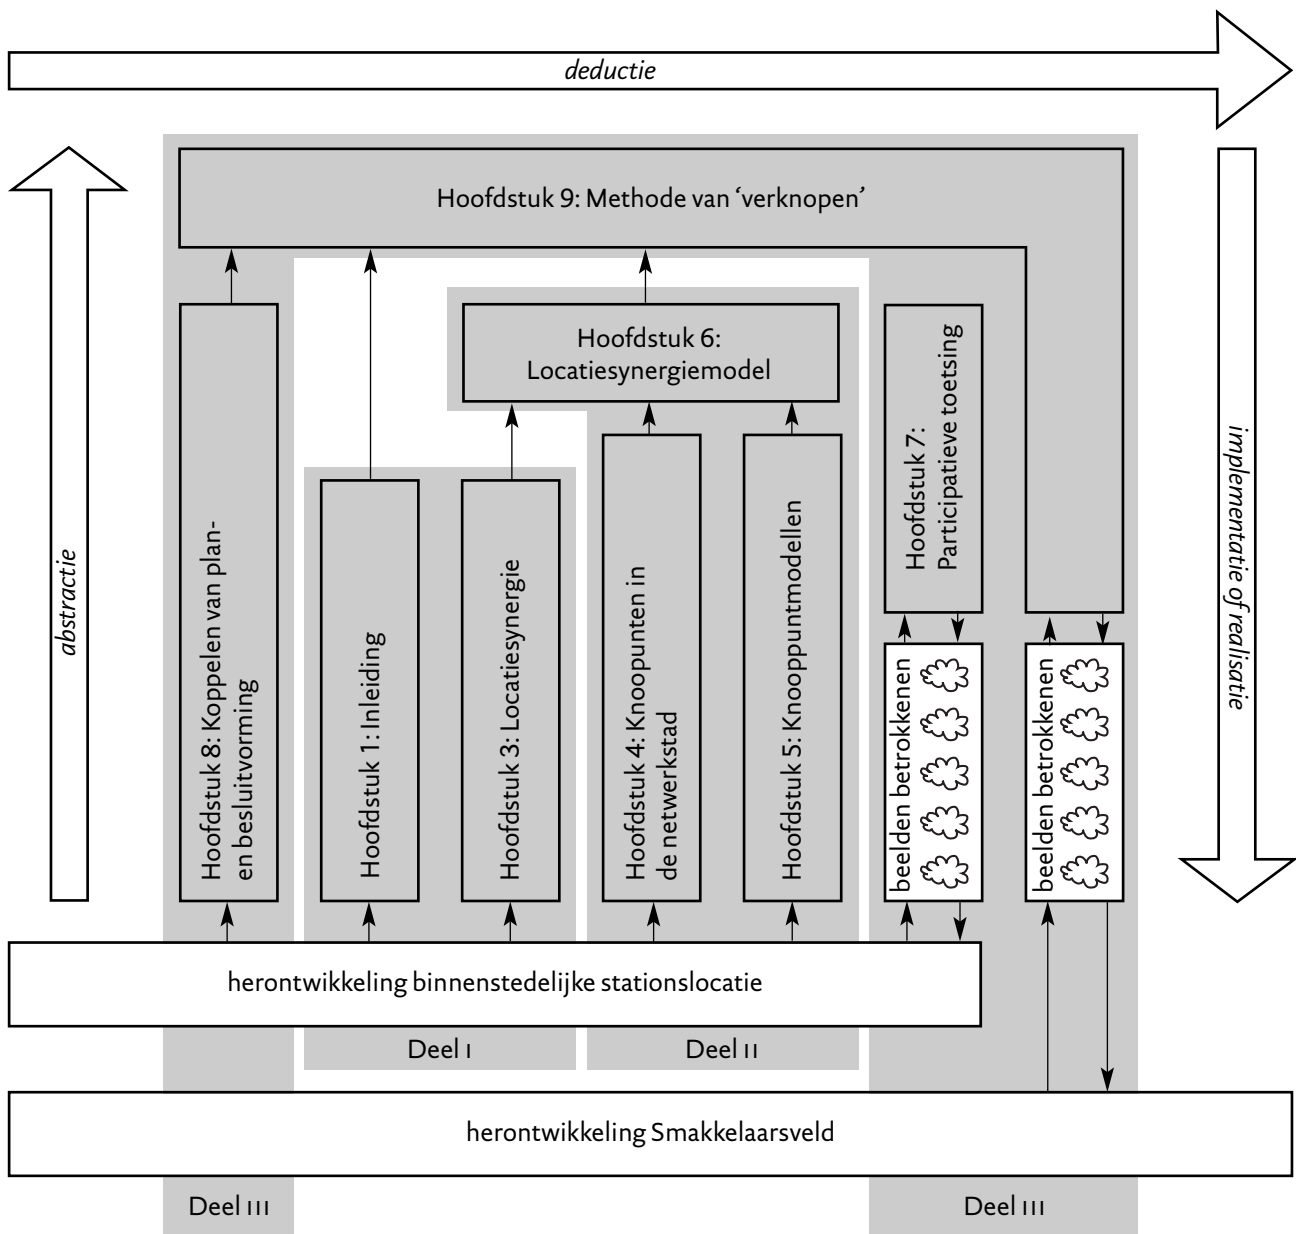 deductie
abstractie
implementatie of realisatie
Hoofdstuk 9: Methode van ‘verknopen’
Hoofdstuk 6:
Locatiesynergiemodel
Hoofdstuk 8: Koppelen van plan-
en besluitvorming
Hoofdstuk 1: Inleiding
Hoofdstuk 3: Locatiesynergie
Hoofdstuk 4: Knoopunten in
de netwerkstad
Hoofdstuk 5: Knooppuntmodellen
Hoofdstuk 7:
Participatieve toetsing
beelden betrokkenen
beelden betrokkenen
herontwikkeling binnenstedelijke stationslocatie
Deel I
Deel II
herontwikkeling Smakkelaarsveld
Deel III
Deel III